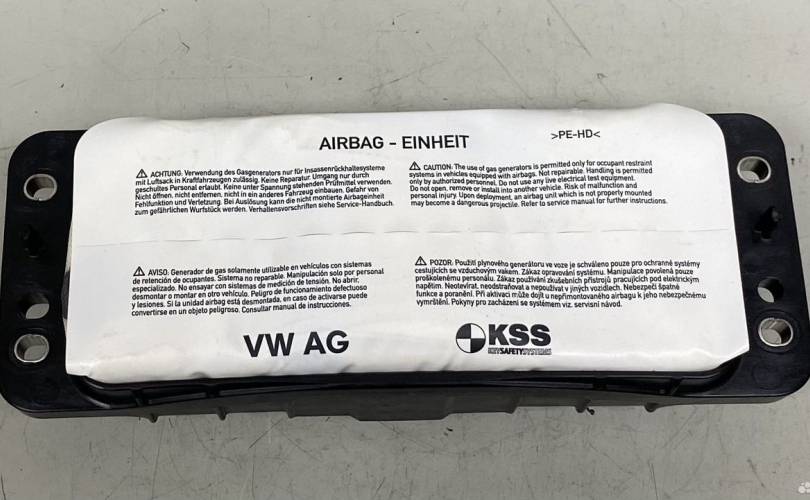 AIRBAG - EINHEIT
>PE-HD<
⚠ ACHTUNG: Verwendung des Gasgenerators nur für Insassenrückhaltesysteme
mit Luftsack in Kraftfahrzeugen zulässig. Keine Reparatur. Umgang nur durch
geschultes Personal erlaubt. Keine unter Spannung stehenden Prüfmittel verwenden.
Nicht öffnen, nicht entfernen, nicht in ein anderes Fahrzeug einbauen. Gefahr von
Fehlfunktion und Verletzung. Bei Auslösung kann die nicht montierte Airbageinheit
zum gefährlichen Wurfstück werden. Verhaltensvorschriften siehe Service-Handbuch.
⚠ CAUTION: The use of gas generators is permitted only for occupant restraint
systems in vehicles equipped with airbags. Not repairable. Handling is permitted
only by authorized personnel. Do not use any live electrical test equipment.
Do not open, remove or install into another vehicle. Risk of malfunction and
personal injury. Upon deployment, an airbag unit which is not properly mounted
may become a dangerous projectile. Refer to service manual for further instructions.
⚠ AVISO: Generador de gas solamente utilizable en vehículos con sistemas
de retención de ocupantes. Sistema no reparable. Manipulación solo por personal
especializado. No ensayar con sistemas de medición de tensión. No abrir,
desmontar o montar en otro vehículo. Peligro de funcionamiento defectuoso
y lesiones. Si la unidad airbag está desmontada, en caso de activarse puede
convertirse en un objeto peligroso. Consultar manual de instrucciones.
⚠ POZOR: Použití plynového generátoru ve voze je schváleno pouze pro ochranné systémy
cestujících se vzduchovým vakem. Zákaz opravování systému. Manipulace povolená pouze
proškolenému personálu. Zákaz používání zkušebních přístrojů pracujících pod elektrickým
napětím. Neotevírat, neodstraňovat a nepoužívat v jiných vozidlech. Nebezpečí špatné
funkce a poranění. Při aktivaci může dojít u nepřimontovaného airbagu k jeho nebezpečnému
vymrštění. Pokyny pro zacházení se systémem viz. servisní návod.
VW AG
KSS
KEYSAFETYSYSTEMS